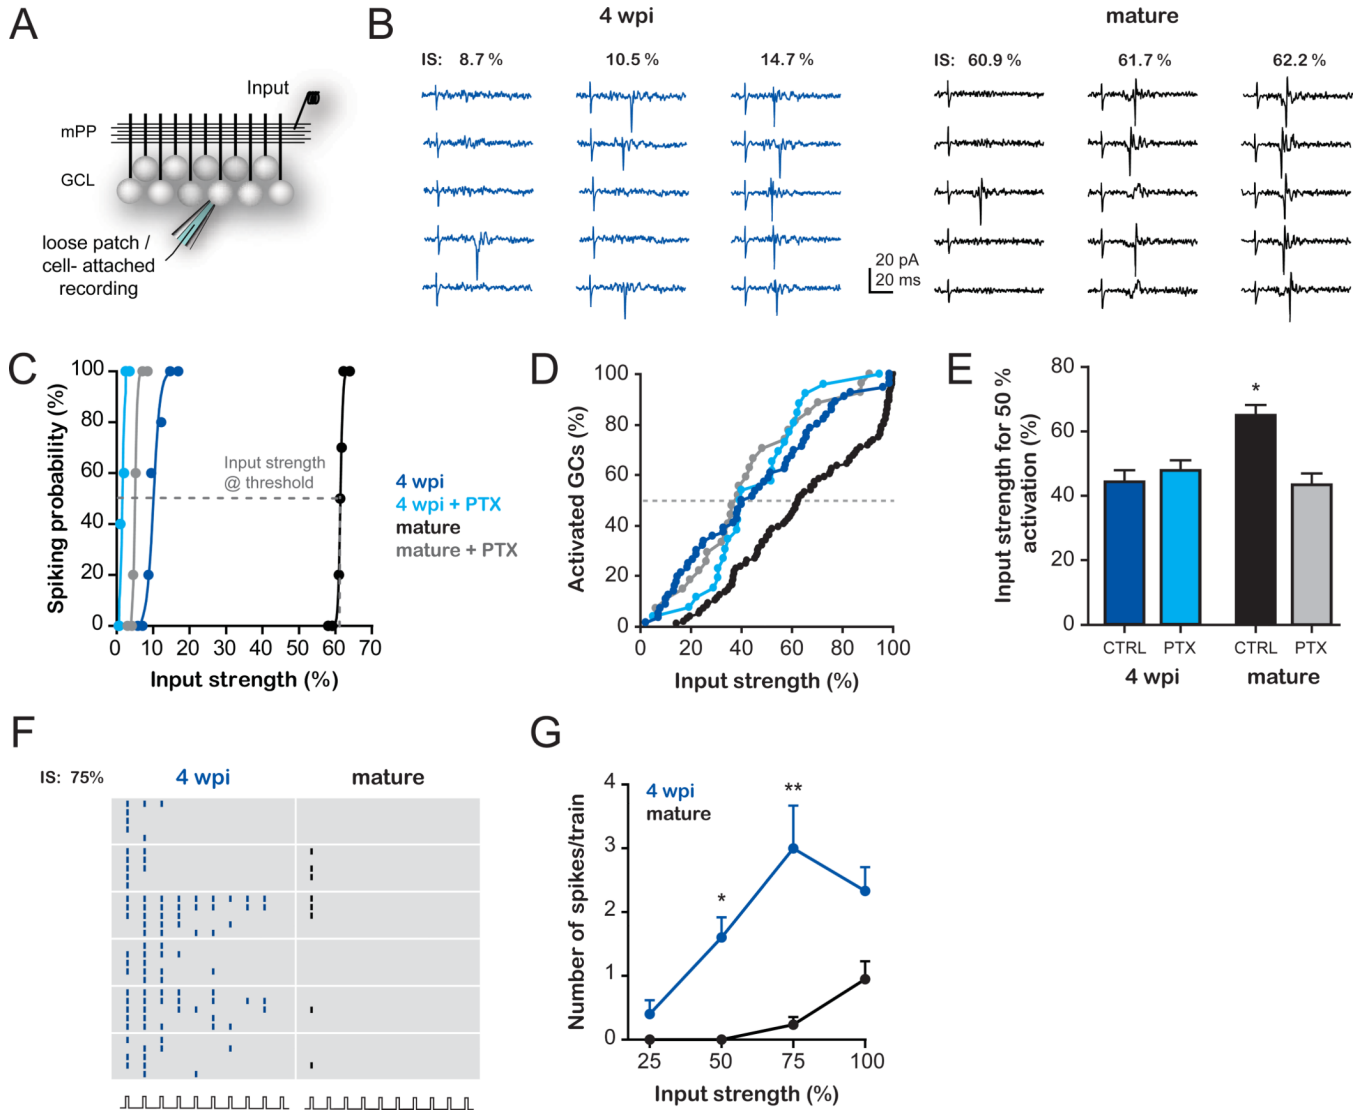 A
Input
mPP
GCL
loose patch /
cell- attached
recording
B
4 wpi
mature
IS: 8.7 % 10.5 % 14.7 %
IS: 60.9 % 61.7 % 62.2 %
20 pA
20 ms
C
Spiking probability (%)
100
80
60
40
20
0
0 10 20 30 40 50 60 70
Input strength (%)
Input strength
@ threshold
4 wpi
4 wpi + PTX
mature
mature + PTX
D
Activated GCs (%)
100
80
60
40
20
0
0 20 40 60 80 100
Input strength (%)
E
Input strength for 50 %
activation (%)
80
60
40
20
0
*
CTRL PTX CTRL PTX
4 wpi mature
F
IS: 75%
4 wpi
mature
G
Number of spikes/train
4
3
2
1
0
4 wpi
mature
*
**
25 50 75 100
Input strength (%)